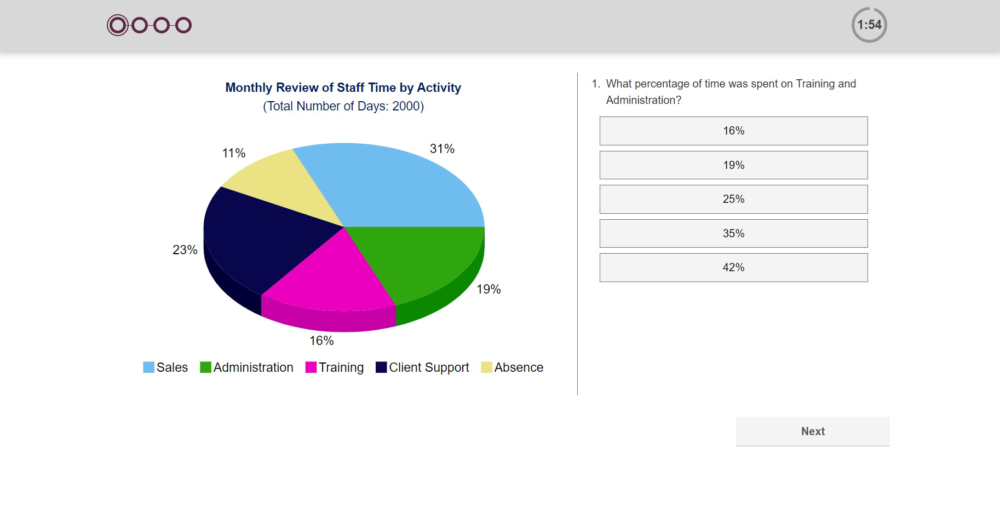 1:54
Monthly Review of Staff Time by Activity
(Total Number of Days: 2000)
31%
11%
23%
19%
16%
Sales Administration Training Client Support Absence
1. What percentage of time was spent on Training and
Administration?
16%
19%
25%
35%
42%
Next